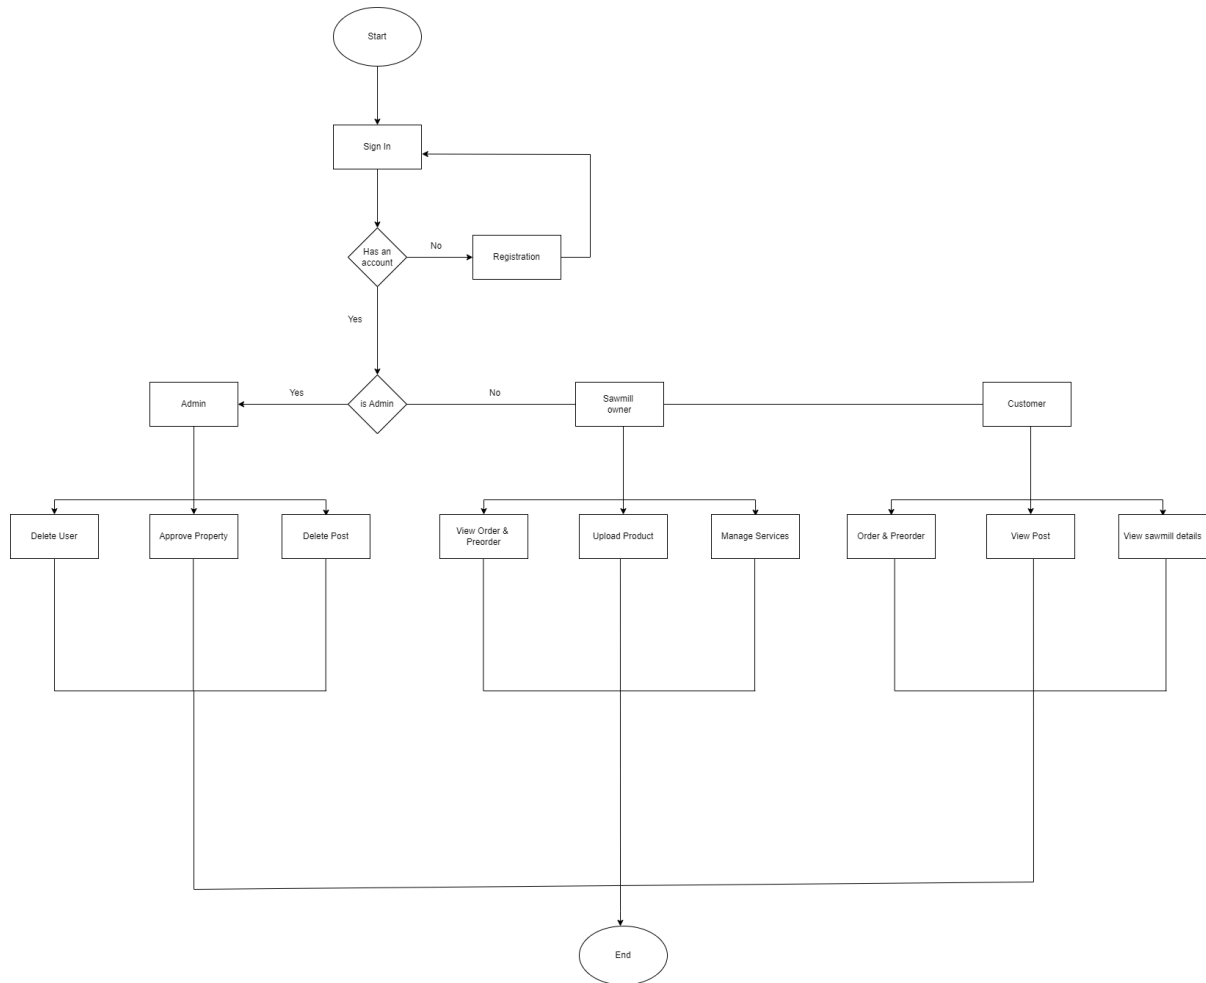 Start
Sign In
Has an
account
No
Registration
Yes
Admin
Yes
is Admin
No
Sawmill
owner
Customer
Delete User
Approve Property
Delete Post
View Order &
Preorder
Upload Product
Manage Services
Order & Preorder
View Post
View sawmill details
End